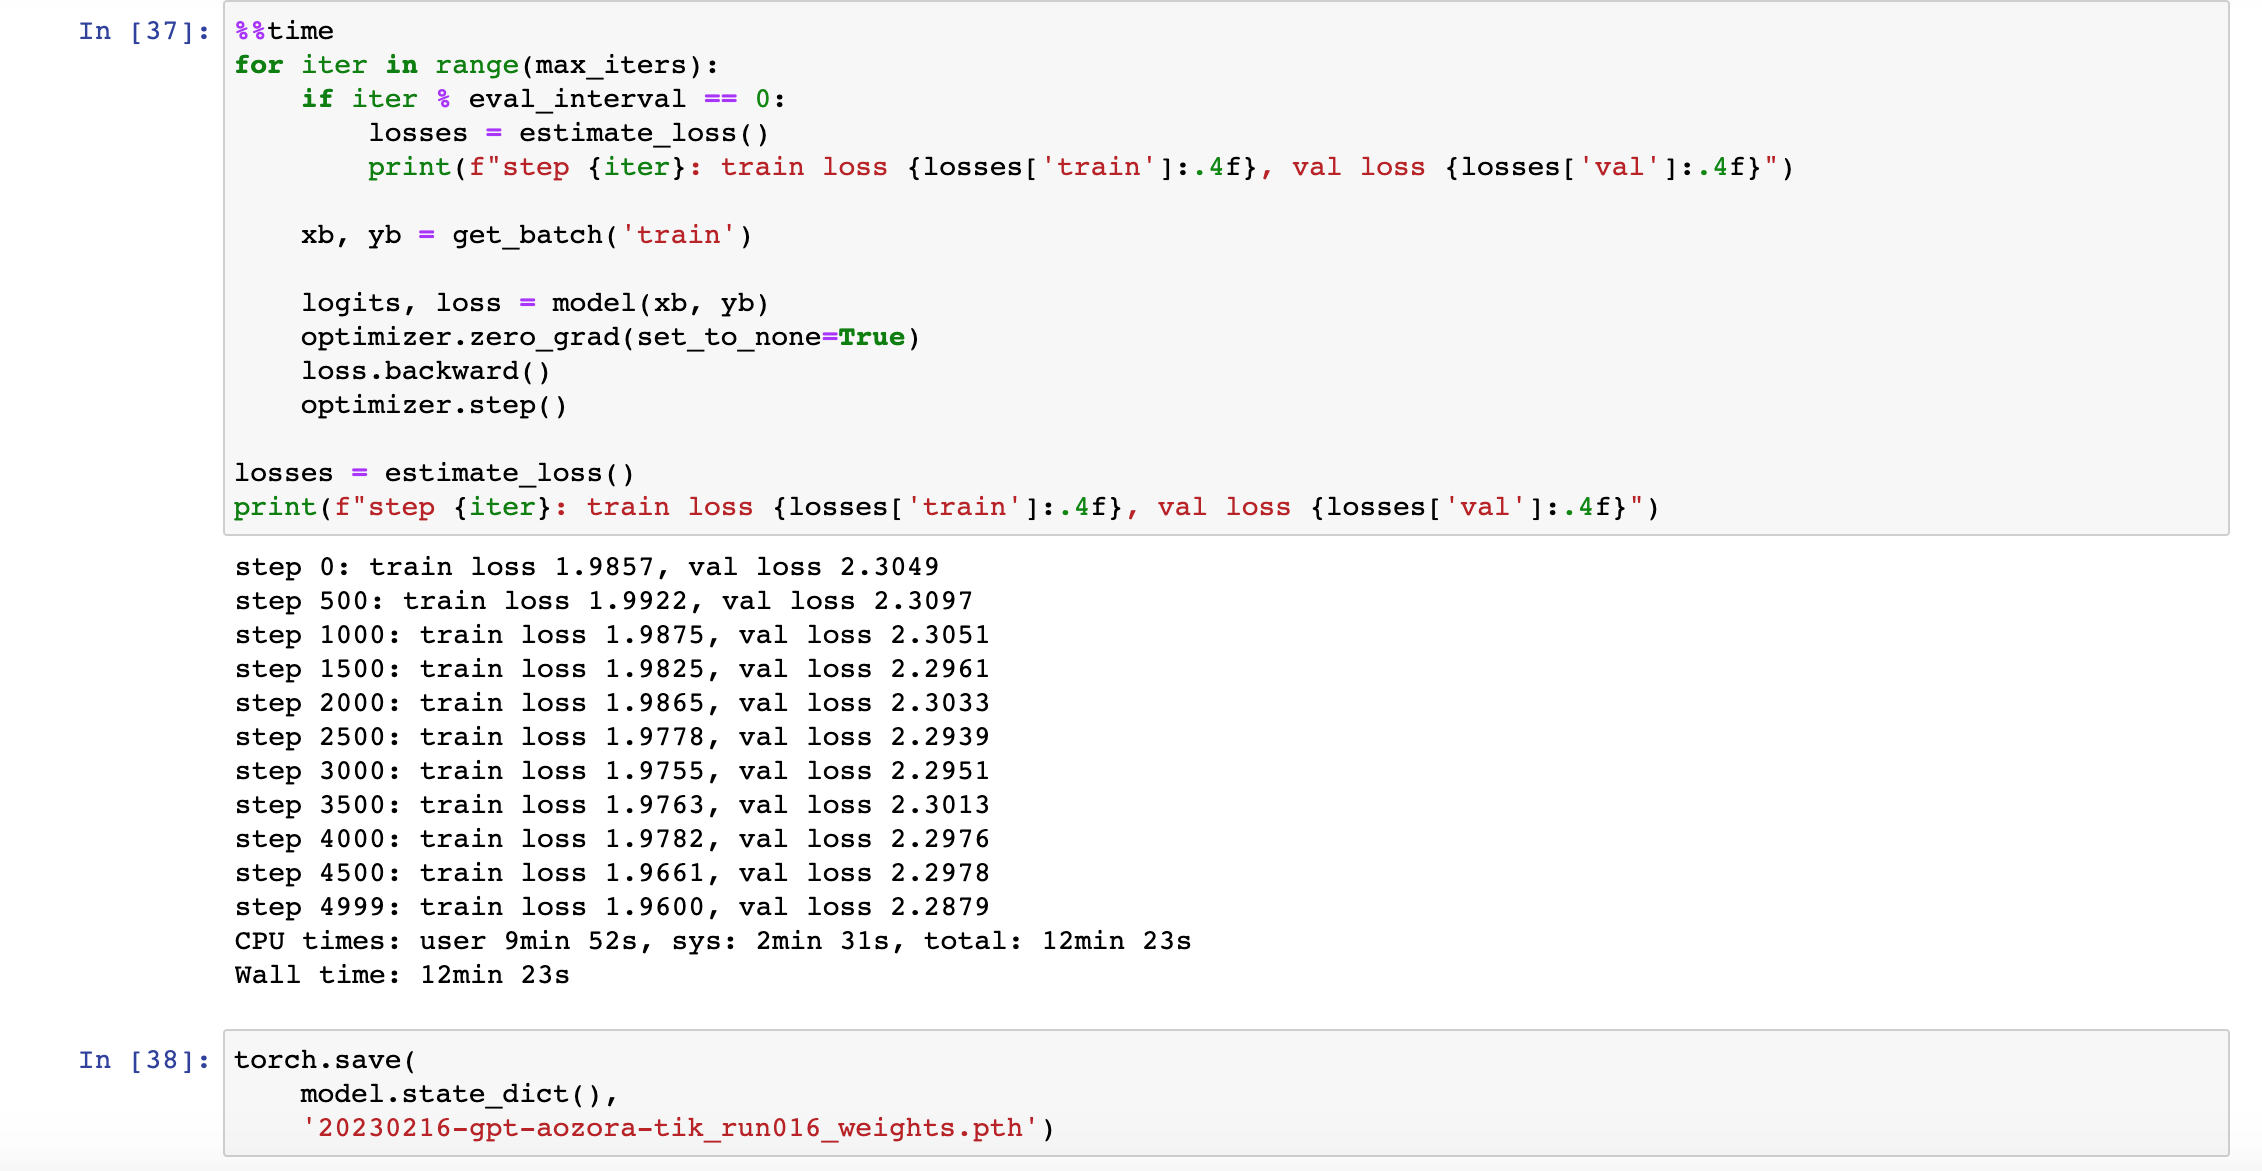 In [37]: %%time
for iter in range(max_iters):
    if iter % eval_interval == 0:
        losses = estimate_loss()
        print(f"step {iter}: train loss {losses['train']:.4f}, val loss {losses['val']:.4f}")

    xb, yb = get_batch('train')

    logits, loss = model(xb, yb)
    optimizer.zero_grad(set_to_none=True)
    loss.backward()
    optimizer.step()

losses = estimate_loss()
print(f"step {iter}: train loss {losses['train']:.4f}, val loss {losses['val']:.4f}")
step 0: train loss 1.9857, val loss 2.3049
step 500: train loss 1.9922, val loss 2.3097
step 1000: train loss 1.9875, val loss 2.3051
step 1500: train loss 1.9825, val loss 2.2961
step 2000: train loss 1.9865, val loss 2.3033
step 2500: train loss 1.9778, val loss 2.2939
step 3000: train loss 1.9755, val loss 2.2951
step 3500: train loss 1.9763, val loss 2.3013
step 4000: train loss 1.9782, val loss 2.2976
step 4500: train loss 1.9661, val loss 2.2978
step 4999: train loss 1.9600, val loss 2.2879
CPU times: user 9min 52s, sys: 2min 31s, total: 12min 23s
Wall time: 12min 23s
In [38]: torch.save(
    model.state_dict(),
    '20230216-gpt-aozora-tik_run016_weights.pth')